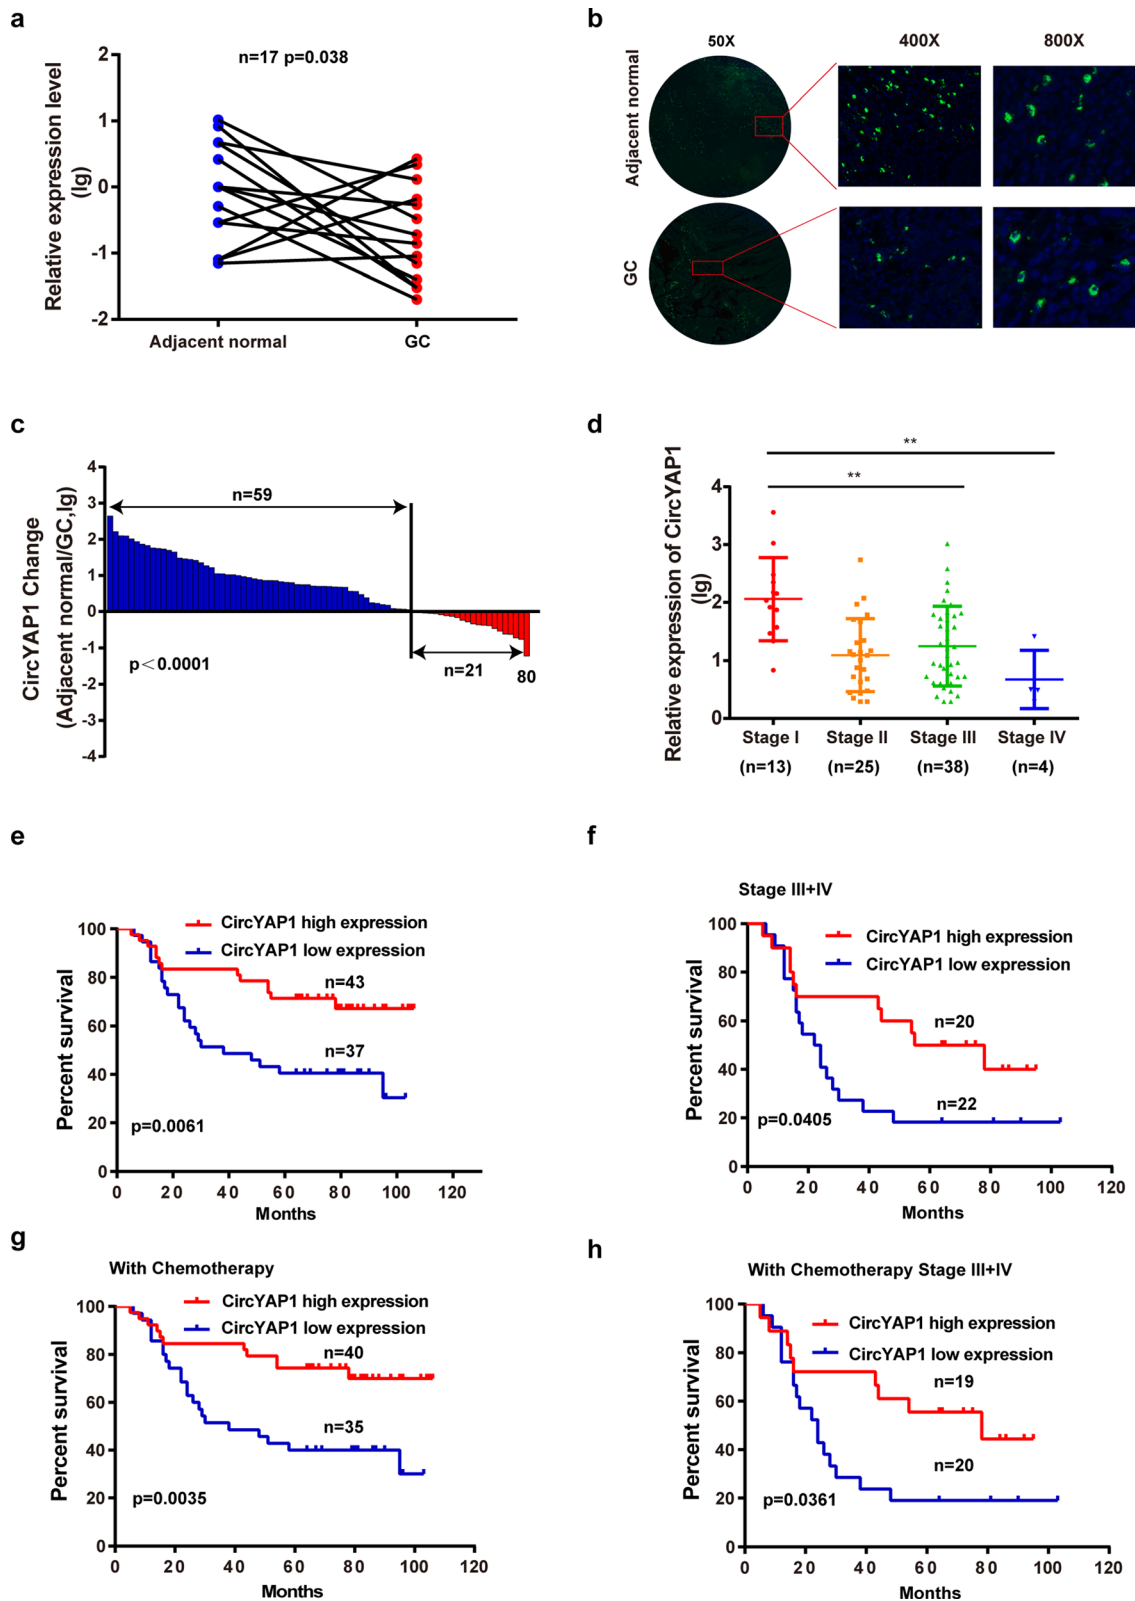 a
n=17 p=0.038
Relative expression level
(lg)
2
1
0
-1
-2
Adjacent normal
GC
b
50X
400X
800X
Adjacent normal
GC
c
CircYAP1 Change
(Adjacent normal/GC,lg)
4
3
2
1
0
-1
-2
-3
-4
n=59
n=21
80
p<0.0001
d
Relative expression of CircYAP1
(lg)
**
**
4
3
2
1
0
Stage I
Stage II
Stage III
Stage IV
(n=13)
(n=25)
(n=38)
(n=4)
e
CircYAP1 high expression
CircYAP1 low expression
Percent survival
100
80
60
40
20
0
n=43
n=37
p=0.0061
0 20 40 60 80 100 120
Months
f
Stage III+IV
CircYAP1 high expression
CircYAP1 low expression
Percent survival
100
80
60
40
20
0
n=20
n=22
p=0.0405
0 20 40 60 80 100 120
Months
g
With Chemotherapy
CircYAP1 high expression
CircYAP1 low expression
Percent survival
100
80
60
40
20
0
n=40
n=35
p=0.0035
0 20 40 60 80 100 120
Months
h
With Chemotherapy Stage III+IV
CircYAP1 high expression
CircYAP1 low expression
Percent survival
100
80
60
40
20
0
n=19
n=20
p=0.0361
0 20 40 60 80 100 120
Months